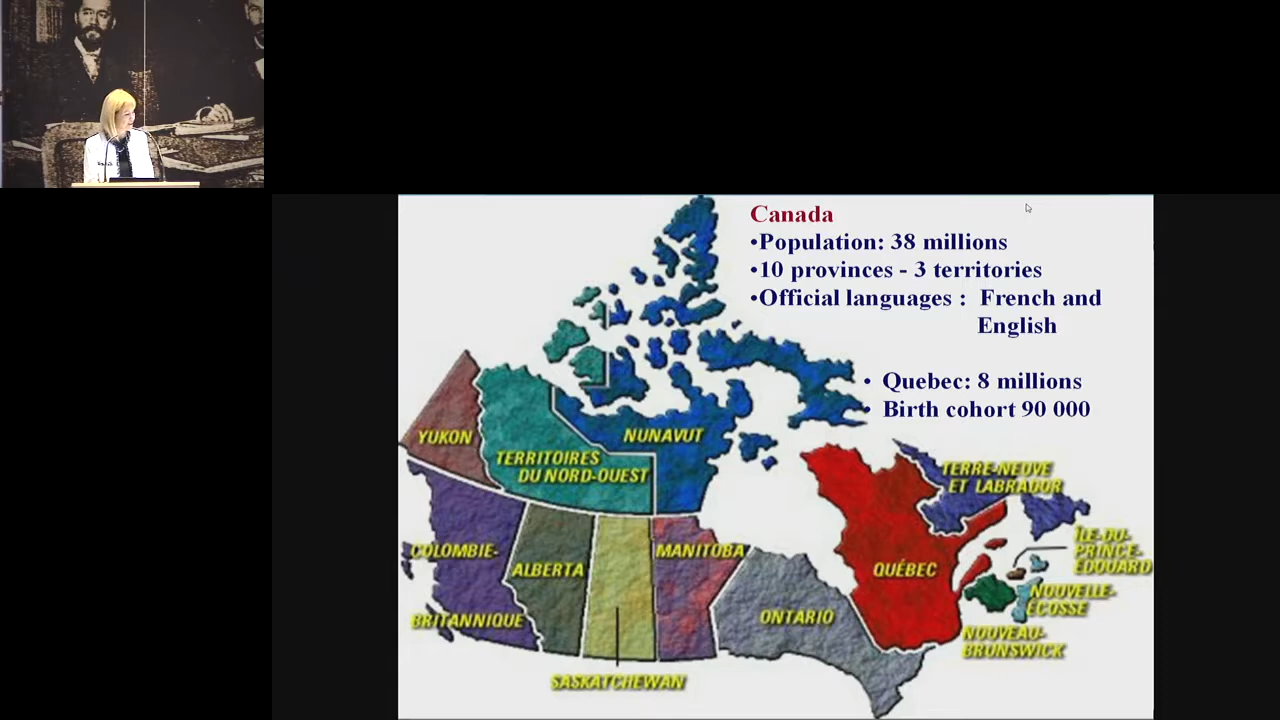 Canada
•Population: 38 millions
•10 provinces - 3 territories
•Official languages : French and
English
• Quebec: 8 millions
• Birth cohort 90 000
YUKON
NUNAVUT
TERRITOIRES
DU NORD-OUEST
TERRE-NEUVE
ET LABRADOR
COLOMBIE-
BRITANNIQUE
ALBERTA
MANITOBA
QUÉBEC
ÎLE-DU-
PRINCE-
ÉDOUARD
NOUVELLE-
ÉCOSSE
ONTARIO
NOUVEAU-
BRUNSWICK
SASKATCHEWAN